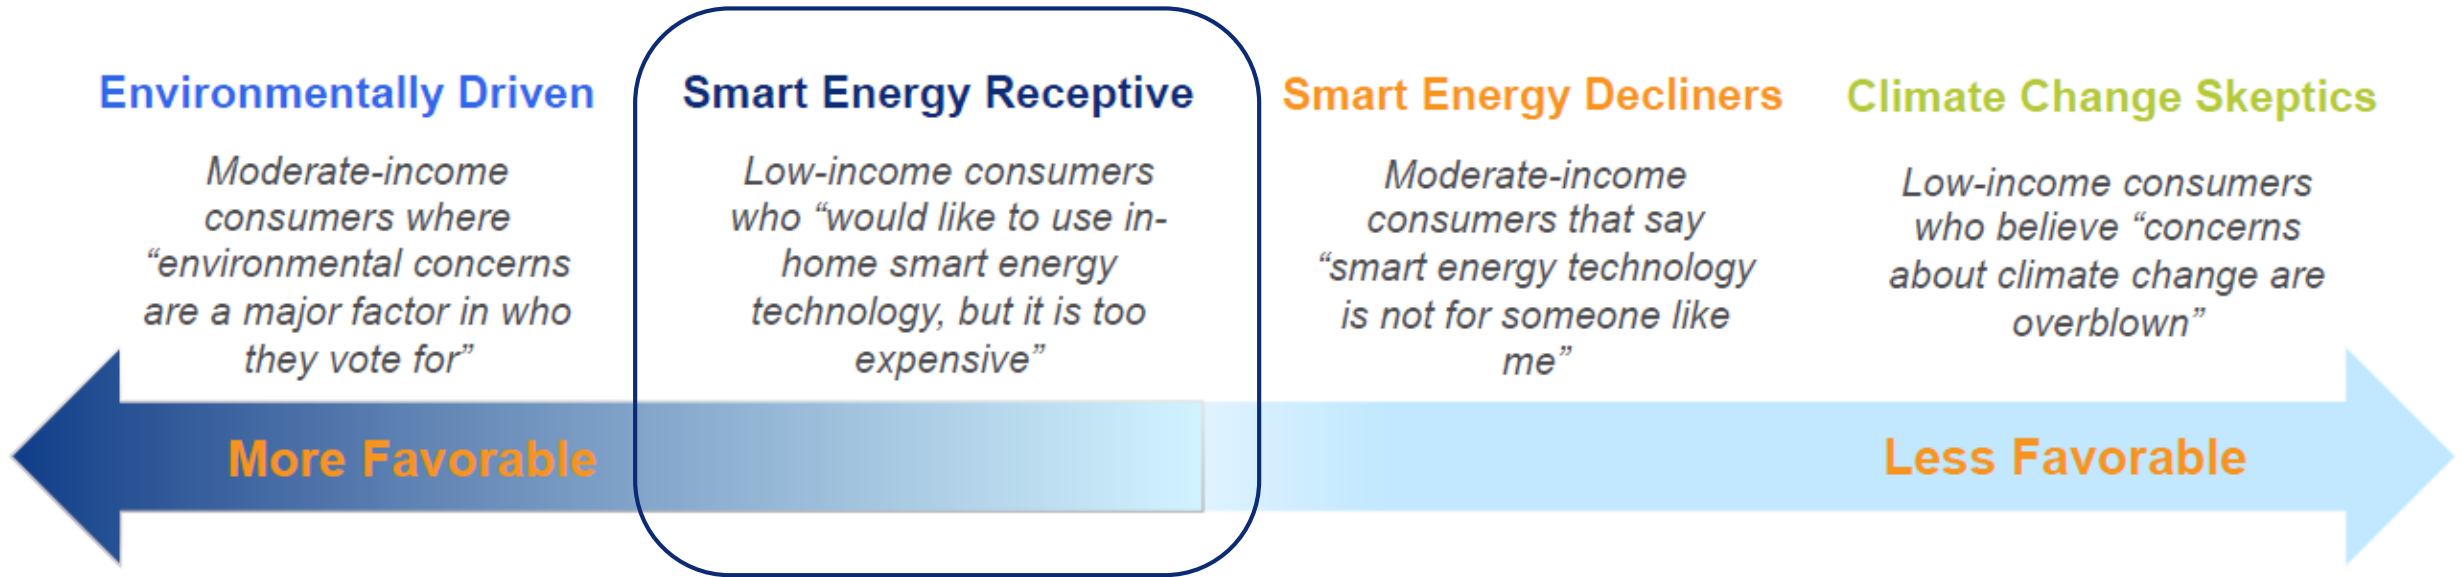 Environmentally Driven
Moderate-income
consumers where
“environmental concerns
are a major factor in who
they vote for”
Smart Energy Receptive
Low-income consumers
who “would like to use in-
home smart energy
technology, but it is too
expensive”
Smart Energy Decliners
Moderate-income
consumers that say
“smart energy technology
is not for someone like
me”
Climate Change Skeptics
Low-income consumers
who believe “concerns
about climate change are
overblown”
More Favorable
Less Favorable